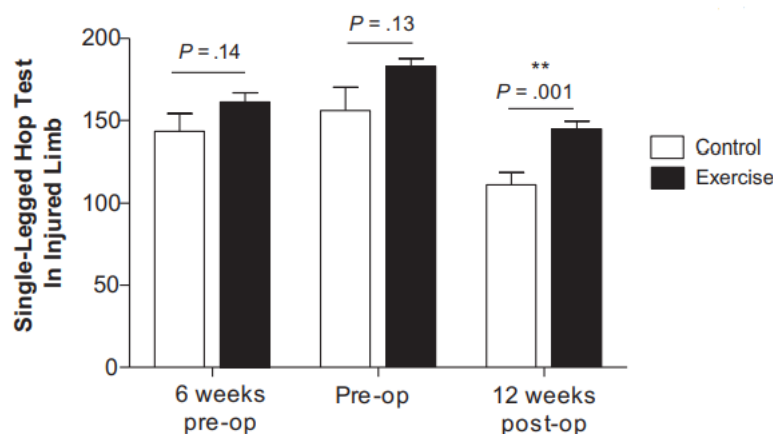 Single-Legged Hop Test
In Injured Limb
200
150
100
50
0
P = .14
P = .13
**
P = .001
Control
Exercise
6 weeks
pre-op
Pre-op
12 weeks
post-op